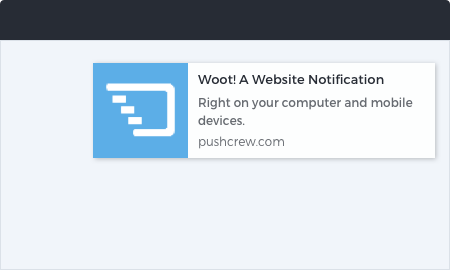 Woot! A Website Notification
Right on your computer and mobile
devices.
pushcrew.com